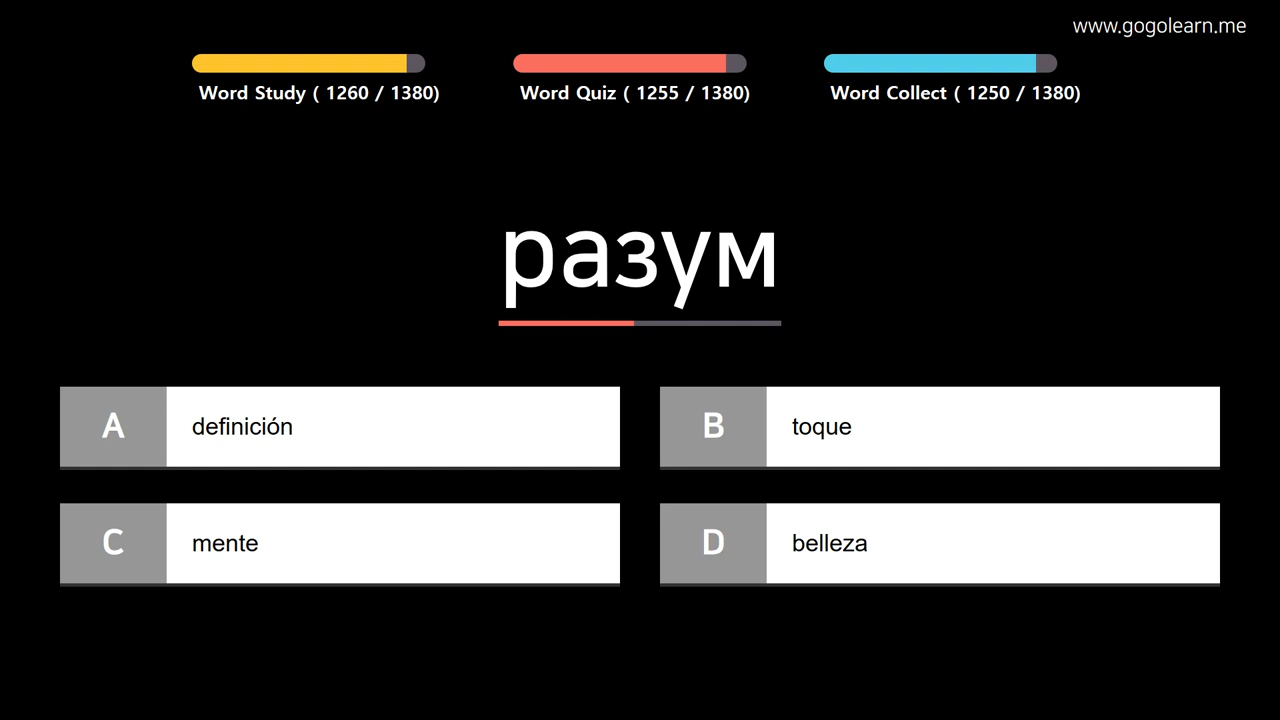 www.gogolearn.me
Word Study ( 1260 / 1380)
Word Quiz ( 1255 / 1380)
Word Collect ( 1250 / 1380)
разум
A definición
B toque
C mente
D belleza